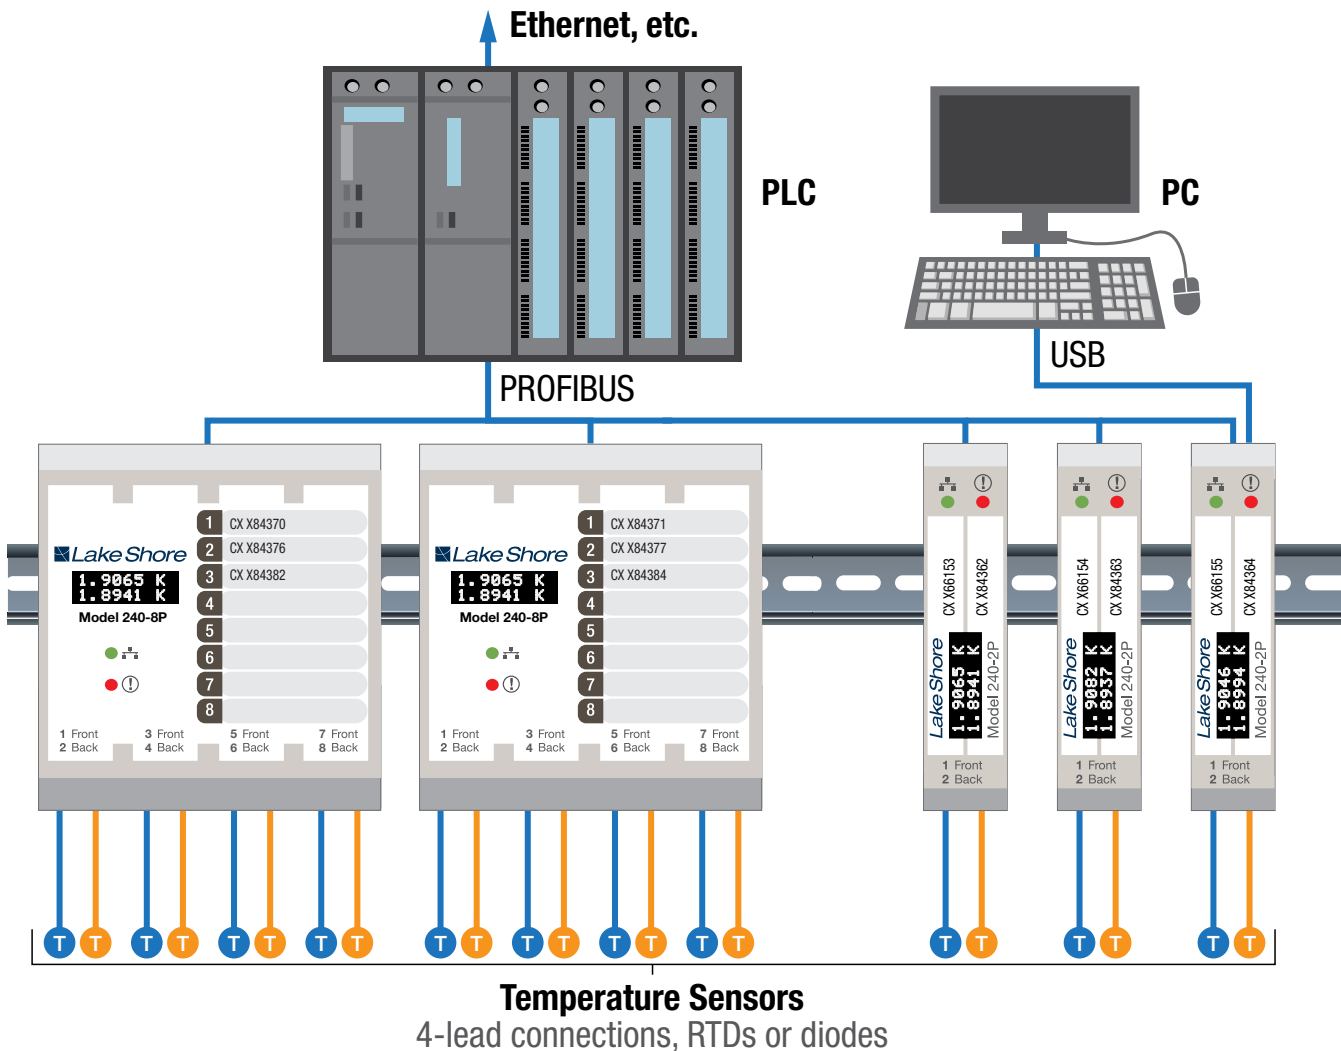 Ethernet, etc.
PLC
PC
USB
PROFIBUS
Lake Shore
1.9065 K
1.8941 K
Model 240-8P
1 CX X84370
2 CX X84376
3 CX X84382
4
5
6
7
8
1 Front
2 Back
3 Front
4 Back
5 Front
6 Back
7 Front
8 Back
Lake Shore
1.9065 K
1.8941 K
Model 240-8P
1 CX X84371
2 CX X84377
3 CX X84384
4
5
6
7
8
1 Front
2 Back
3 Front
4 Back
5 Front
6 Back
7 Front
8 Back
CX X66153
CX X84362
Lake Shore
1.9065 K
1.8941 K
Model 240-2P
1 Front
2 Back
CX X66154
CX X84363
Lake Shore
1.9082 K
1.8937 K
Model 240-2P
1 Front
2 Back
CX X66155
CX X84364
Lake Shore
1.9046 K
1.8994 K
Model 240-2P
1 Front
2 Back
T T T T T T T T T T T T T T T T T T T T T T
Temperature Sensors
4-lead connections, RTDs or diodes